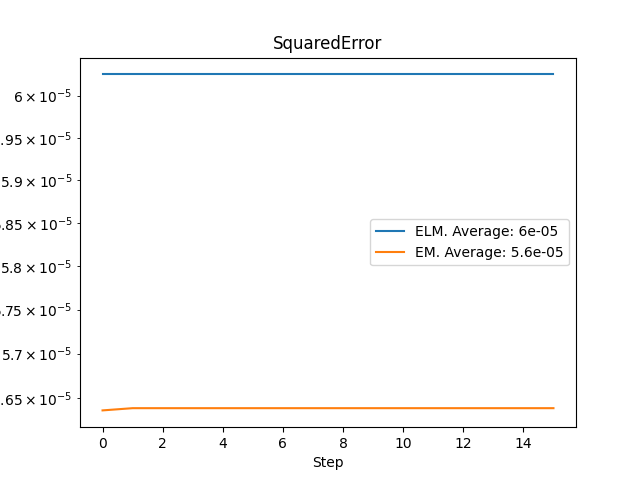 SquaredError
6 × 10⁻⁵
.95 × 10⁻⁵
5.9 × 10⁻⁵
5.85 × 10⁻⁵
5.8 × 10⁻⁵
5.75 × 10⁻⁵
5.7 × 10⁻⁵
.65 × 10⁻⁵
ELM. Average: 6e-05
EM. Average: 5.6e-05
0 2 4 6 8 10 12 14
Step